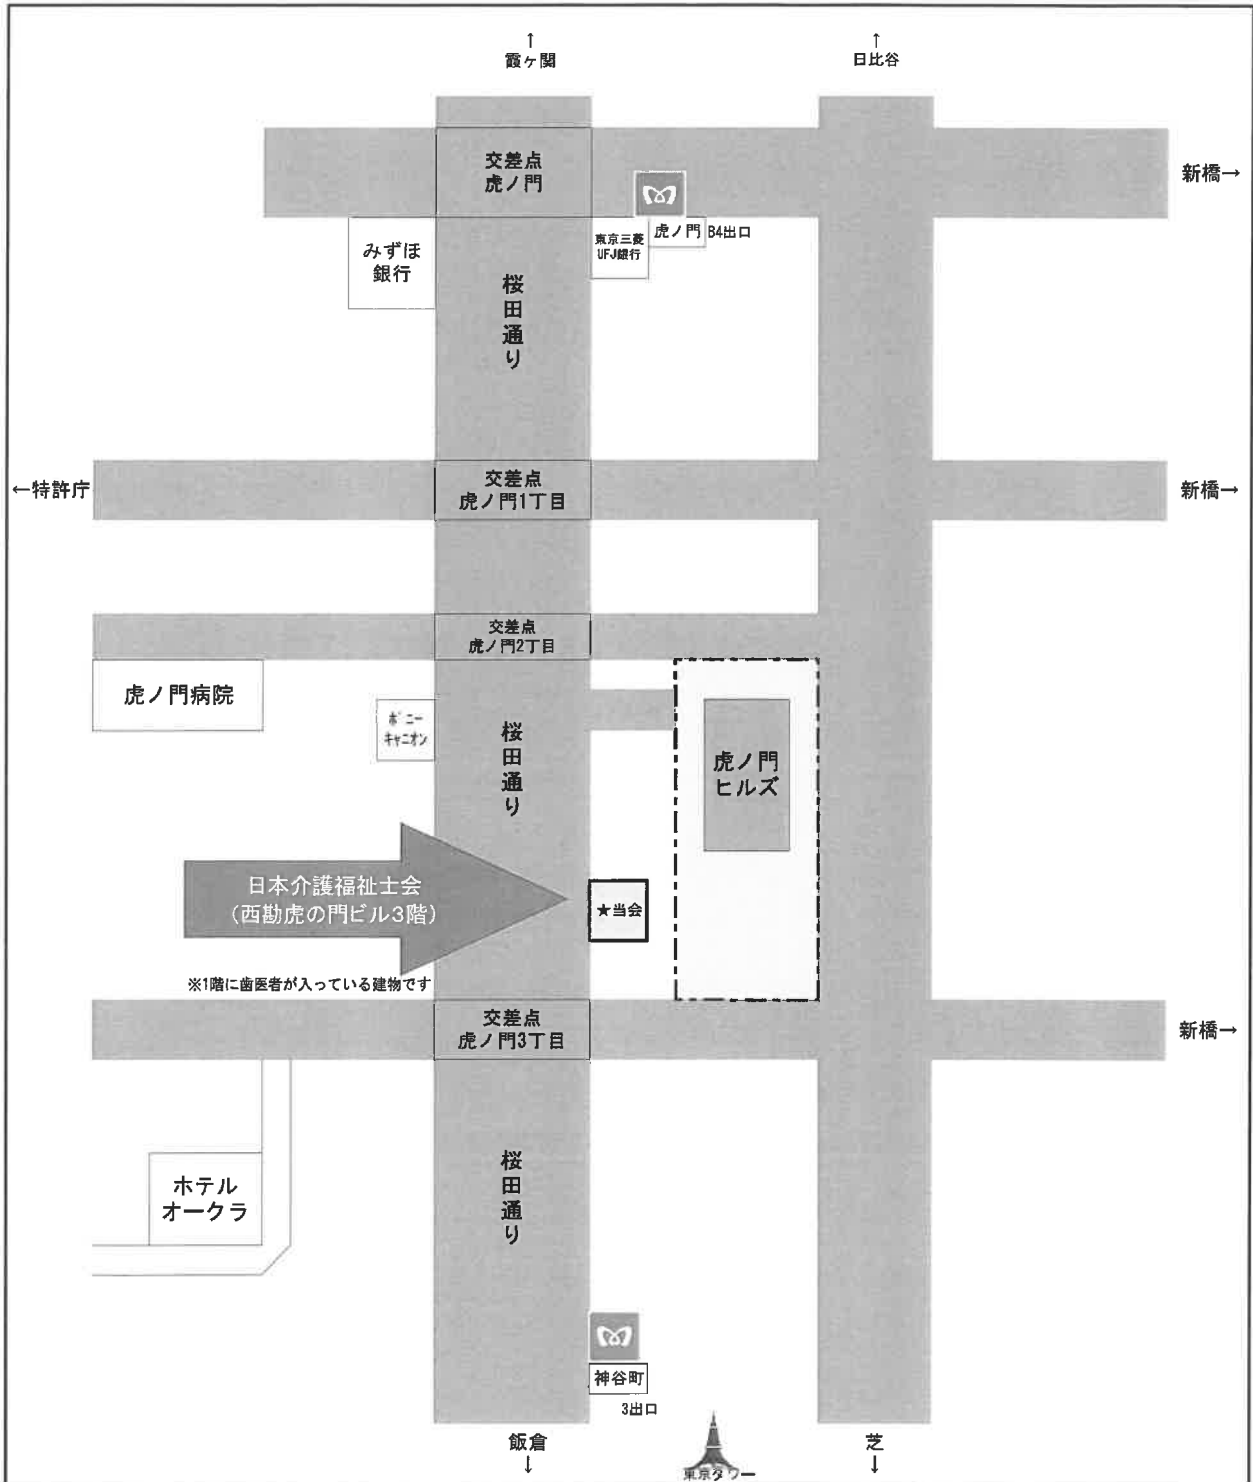 ↑
霞ヶ関
↑
日比谷
交差点
虎ノ門
新橋→
虎ノ門
B4出口
東京三菱
UFJ銀行
みずほ
銀行
桜田通り
←特許庁
交差点
虎ノ門1丁目
新橋→
交差点
虎ノ門2丁目
虎ノ門病院
ポニー
キャニオン
桜田通り
虎ノ門
ヒルズ
日本介護福祉士会
(西勘虎の門ビル3階)
★当会
※1階に歯医者が入っている建物です
交差点
虎ノ門3丁目
新橋→
ホテル
オークラ
桜田通り
神谷町
3出口
飯倉
↓
東京タワー
芝
↓